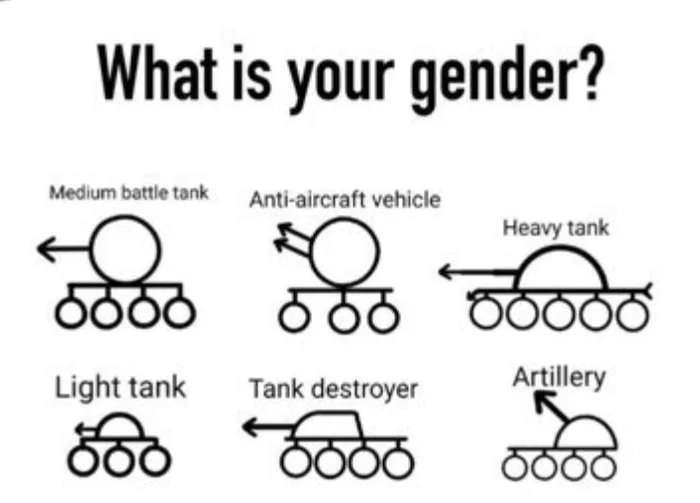 What is your gender?
Medium battle tank
Anti-aircraft vehicle
Heavy tank
Light tank
Tank destroyer
Artillery